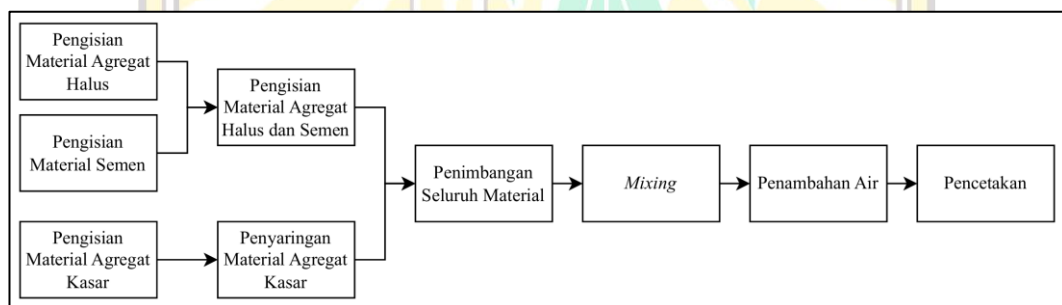 Pengisian
Material Agregat
Halus
Pengisian
Material Semen
Pengisian
Material Agregat
Kasar
Pengisian
Material Agregat
Halus dan Semen
Penyaringan
Material Agregat
Kasar
Penimbangan
Seluruh Material
Mixing
Penambahan Air
Pencetakan